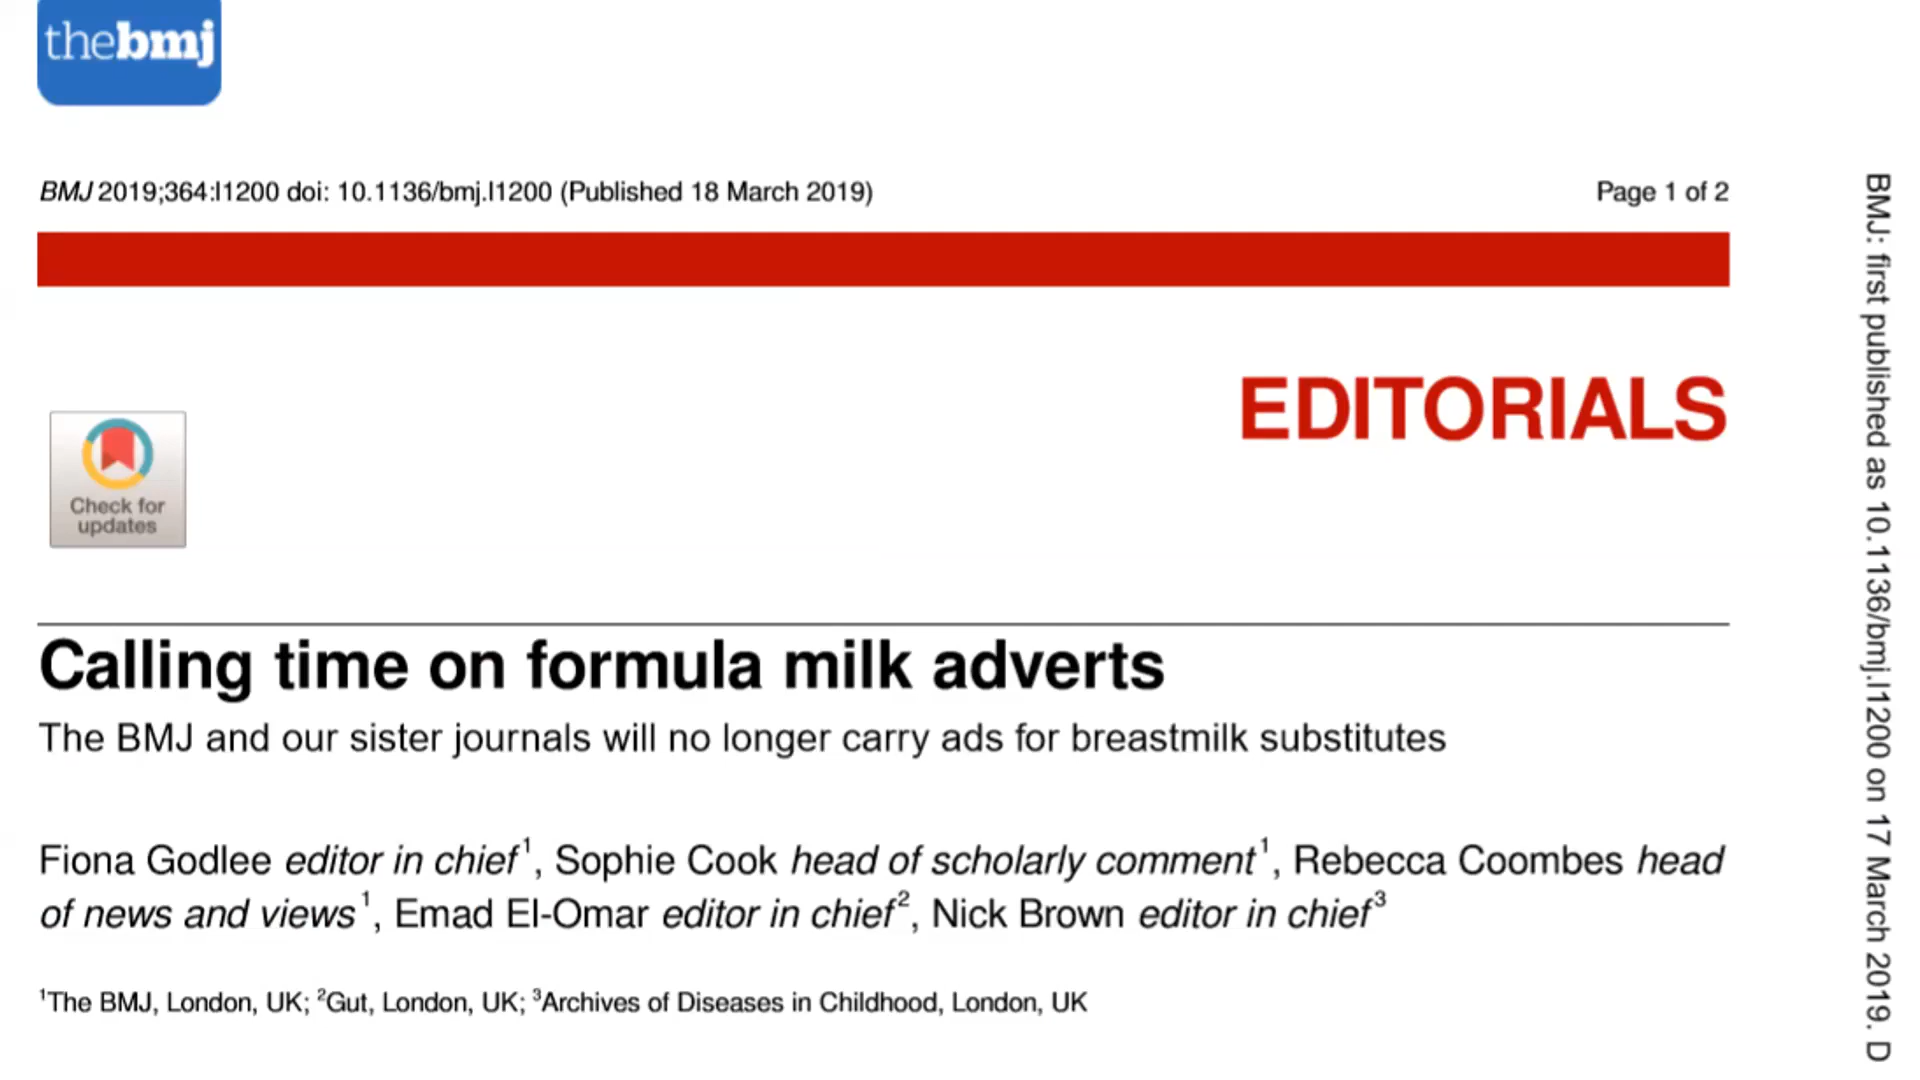 thebmj
BMJ 2019;364:l1200 doi: 10.1136/bmj.l1200 (Published 18 March 2019)
Page 1 of 2
EDITORIALS
Check for
updates
Calling time on formula milk adverts
The BMJ and our sister journals will no longer carry ads for breastmilk substitutes
Fiona Godlee editor in chief¹, Sophie Cook head of scholarly comment¹, Rebecca Coombes head
of news and views¹, Emad El-Omar editor in chief², Nick Brown editor in chief³
¹The BMJ, London, UK; ²Gut, London, UK; ³Archives of Diseases in Childhood, London, UK
BMJ: first published as 10.1136/bmj.l1200 on 17 March 2019. D